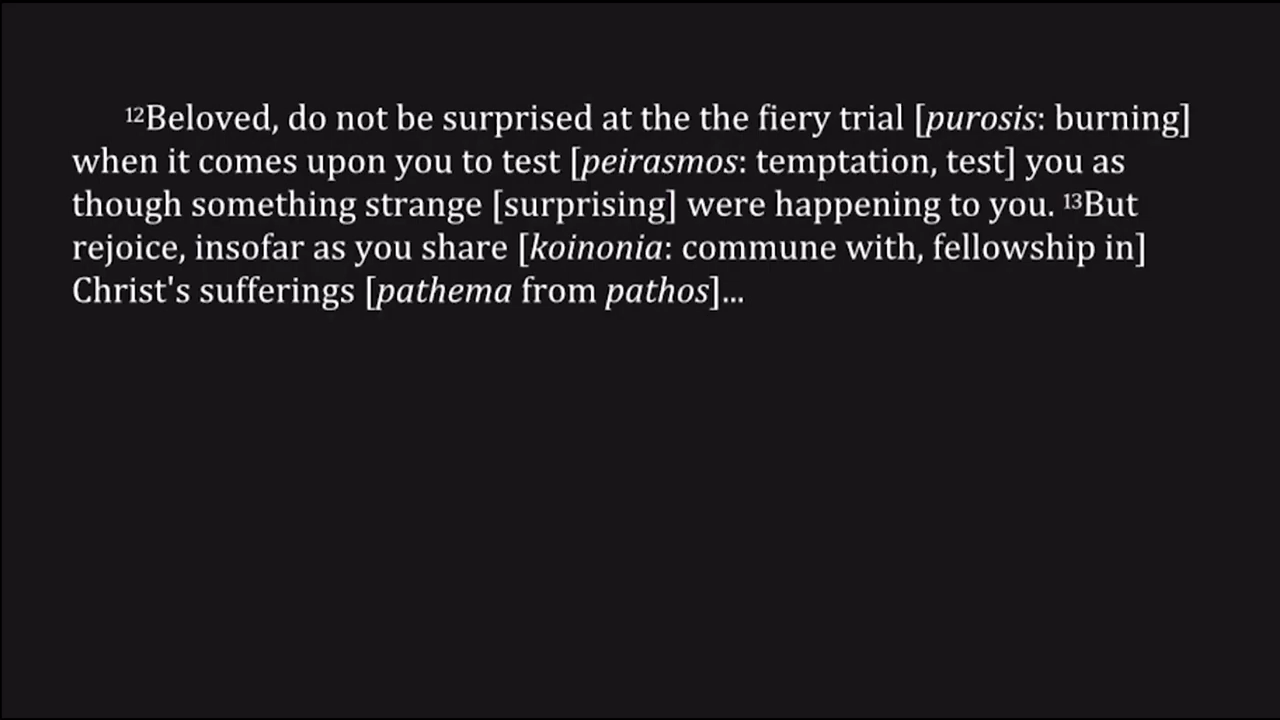 ¹²Beloved, do not be surprised at the the fiery trial [purosis: burning]
when it comes upon you to test [peirasmos: temptation, test] you as
though something strange [surprising] were happening to you. ¹³But
rejoice, insofar as you share [koinonia: commune with, fellowship in]
Christ's sufferings [pathema from pathos]...